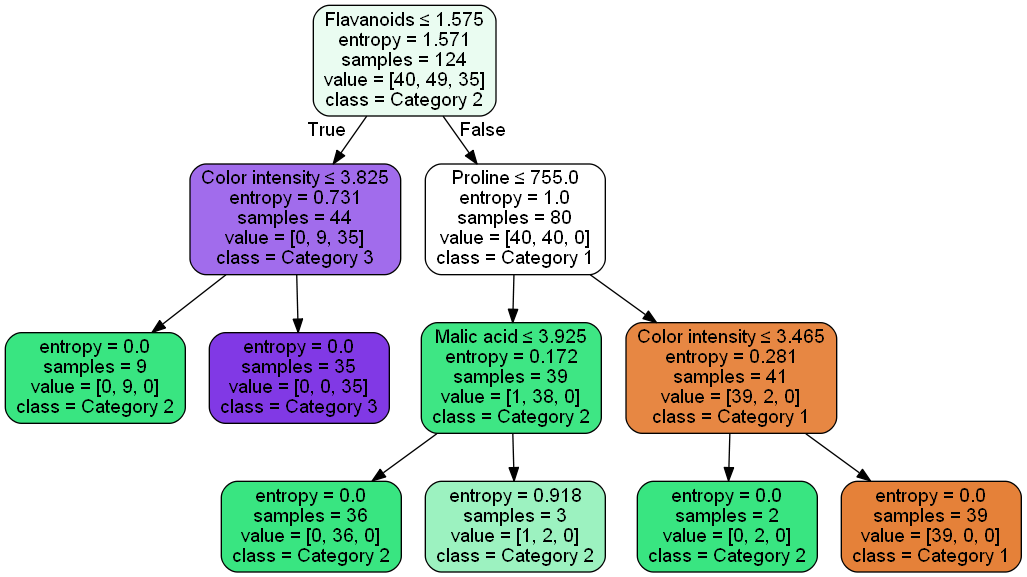 Flavanoids ≤ 1.575
entropy = 1.571
samples = 124
value = [40, 49, 35]
class = Category 2
True
False
Color intensity ≤ 3.825
entropy = 0.731
samples = 44
value = [0, 9, 35]
class = Category 3
Proline ≤ 755.0
entropy = 1.0
samples = 80
value = [40, 40, 0]
class = Category 1
entropy = 0.0
samples = 9
value = [0, 9, 0]
class = Category 2
entropy = 0.0
samples = 35
value = [0, 0, 35]
class = Category 3
Malic acid ≤ 3.925
entropy = 0.172
samples = 39
value = [1, 38, 0]
class = Category 2
Color intensity ≤ 3.465
entropy = 0.281
samples = 41
value = [39, 2, 0]
class = Category 1
entropy = 0.0
samples = 36
value = [0, 36, 0]
class = Category 2
entropy = 0.918
samples = 3
value = [1, 2, 0]
class = Category 2
entropy = 0.0
samples = 2
value = [0, 2, 0]
class = Category 2
entropy = 0.0
samples = 39
value = [39, 0, 0]
class = Category 1